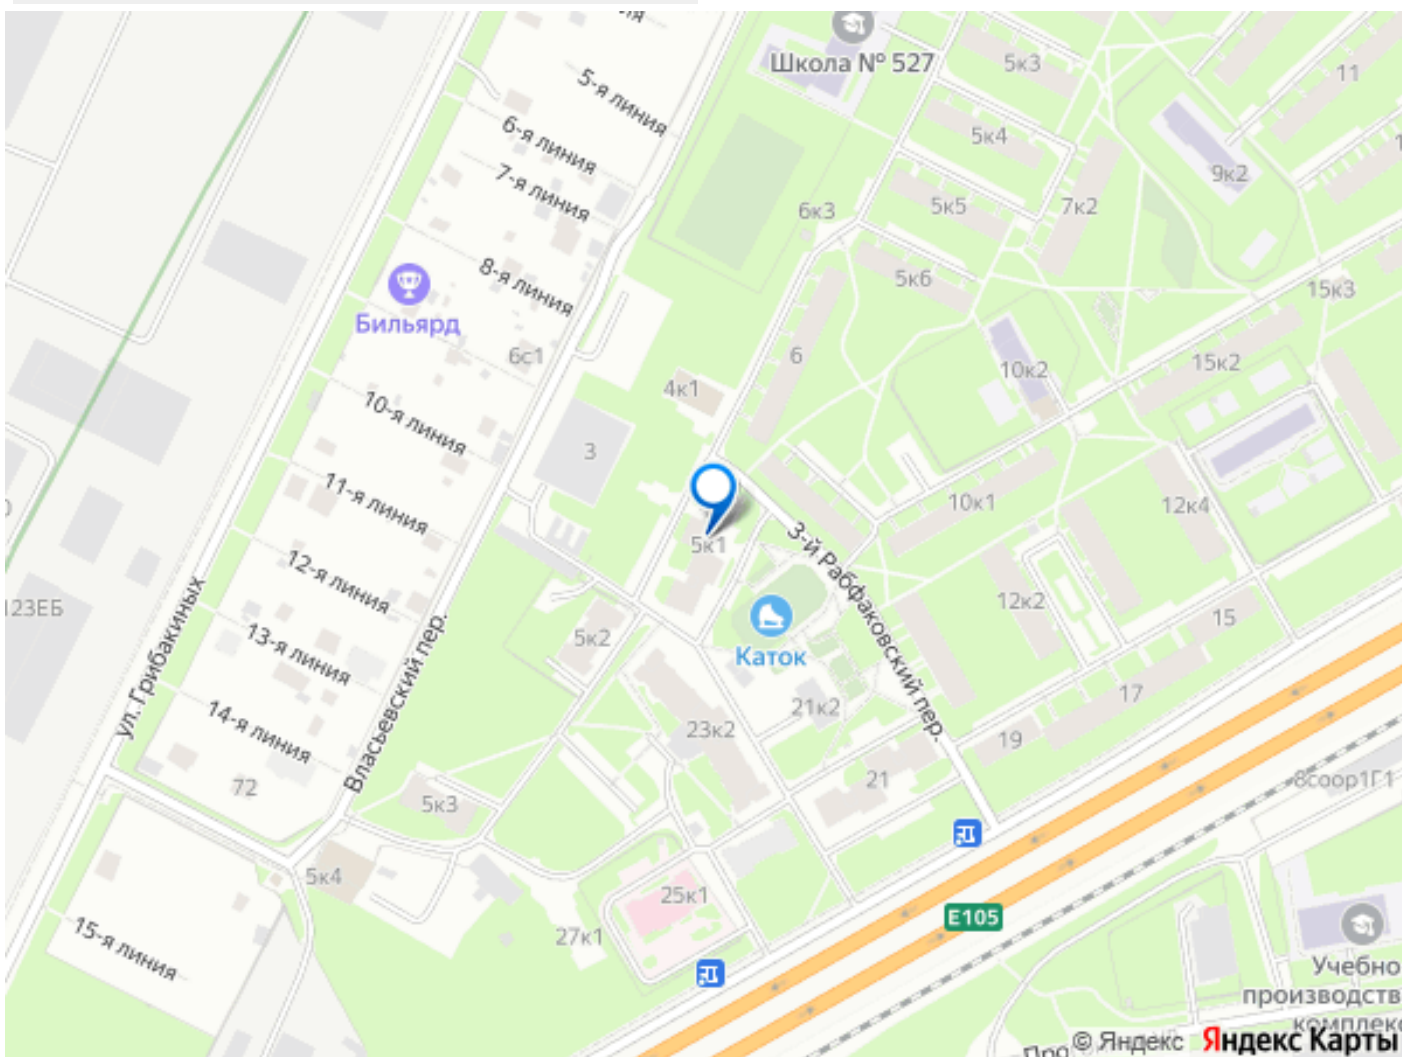 Школа № 527
5к3
11
5-я линия
6-я линия
5к4
7-я линия
9к2
6к3
5к5
7к2
8-я линия
5к6
15к3
Бильярд
6с1
6
10к2
15к2
4к1
10-я линия
3
11-я линия
10к1
12к4
5к1
3-й Рабфаковский пер.
12-я линия
123ЕБ
12к2
15
ул. Грибакиных
13-я линия
5к2
Каток
Власьевский пер.
17
14-я линия
21к2
23к2
19
72
21
8соор1Г1
5к3
5к4
25к1
E105
15-я линия
27к1
Учебно
производств
комплекс
© Яндекс Яндекс Карты